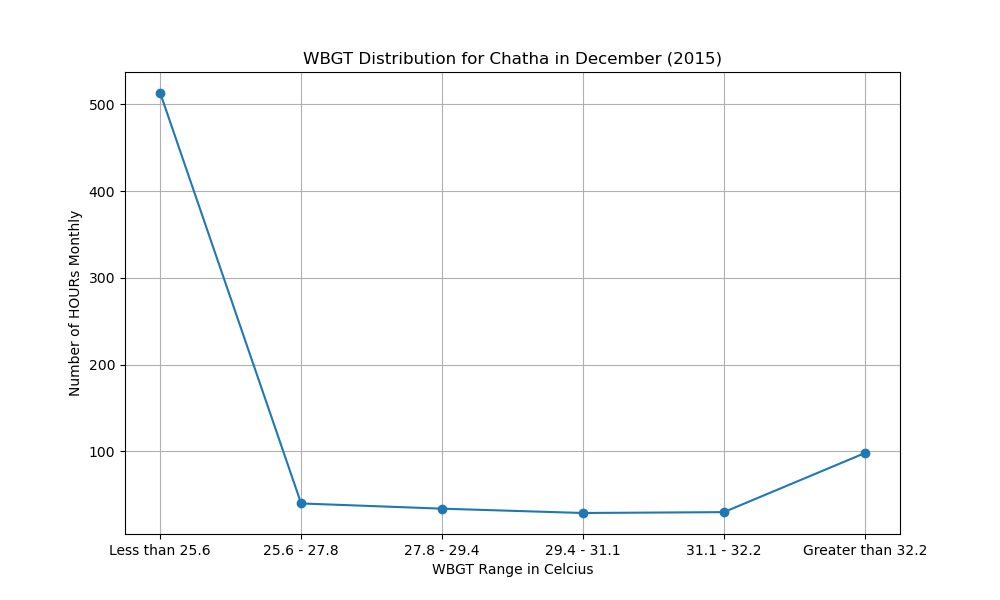 WBGT Distribution for Chatha in December (2015)
Number of HOURs Monthly
500
400
300
200
100
Less than 25.6
25.6 - 27.8
27.8 - 29.4
29.4 - 31.1
31.1 - 32.2
Greater than 32.2
WBGT Range in Celcius